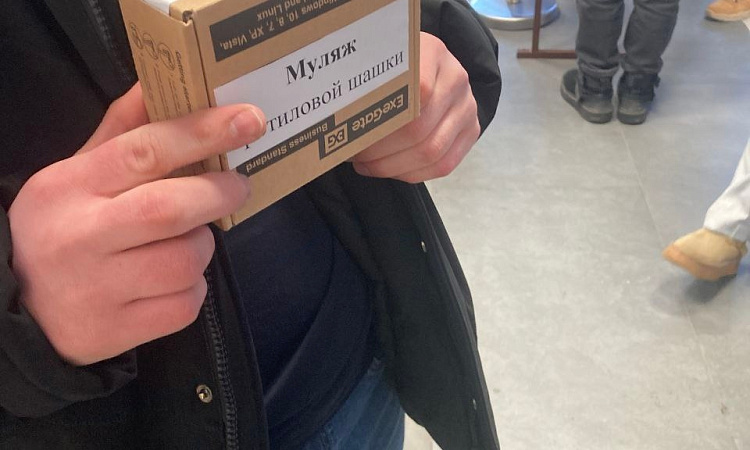 Windows 10, 8, 7, XP, Vista,
and Linux
Муляж
тиловой шашки
ExeGate
EG
Business Standard